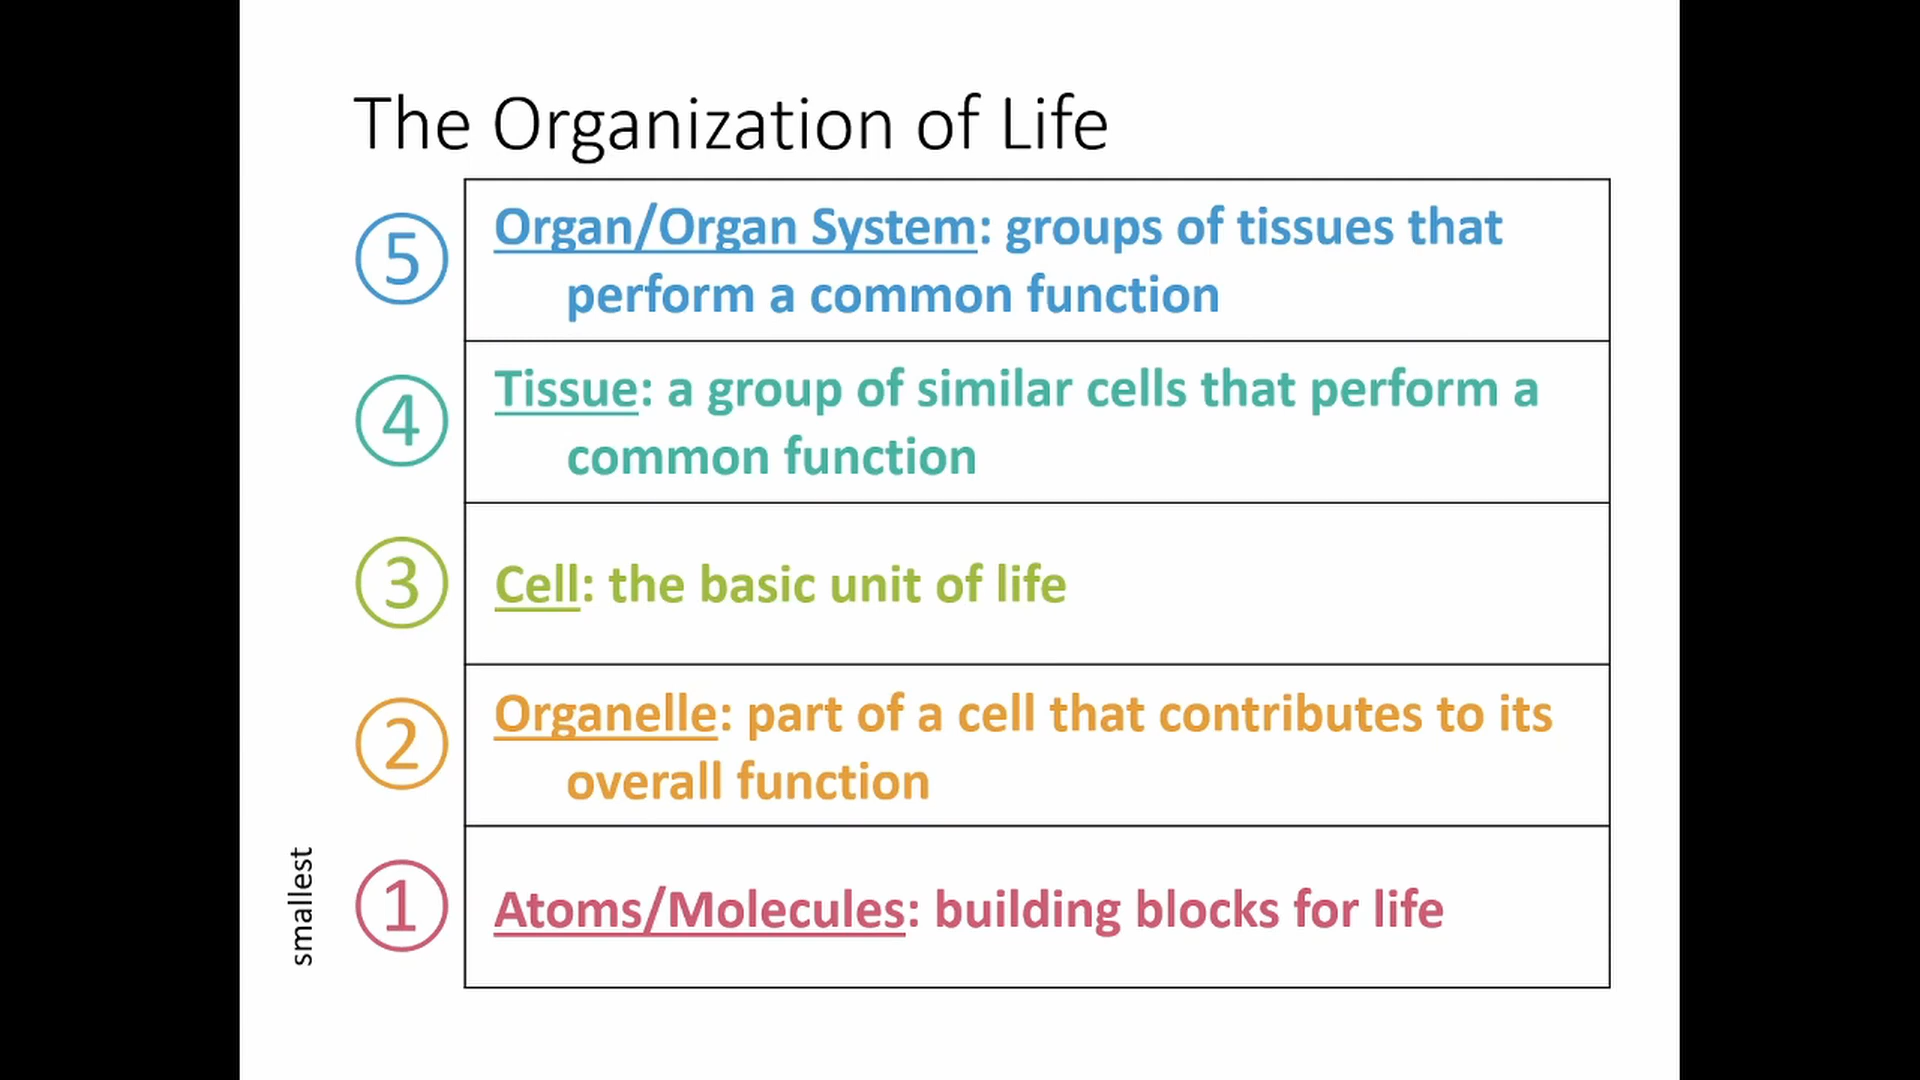 The Organization of Life
5
Organ/Organ System: groups of tissues that
perform a common function
4
Tissue: a group of similar cells that perform a
common function
3
Cell: the basic unit of life
2
Organelle: part of a cell that contributes to its
overall function
smallest
1
Atoms/Molecules: building blocks for life